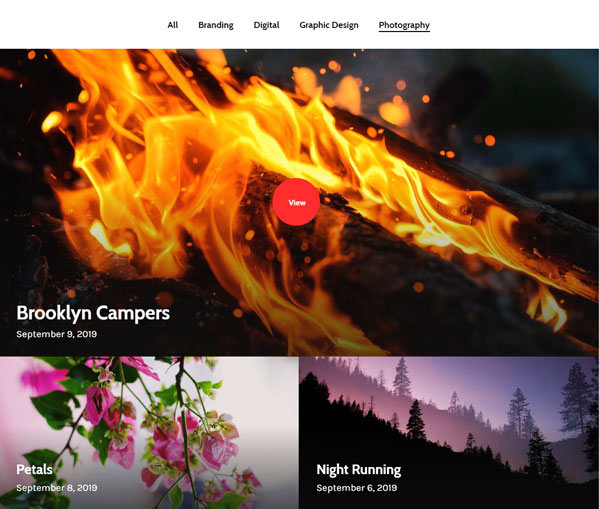 All Branding Digital Graphic Design Photography
View
Brooklyn Campers
September 9, 2019
Petals
September 8, 2019
Night Running
September 6, 2019